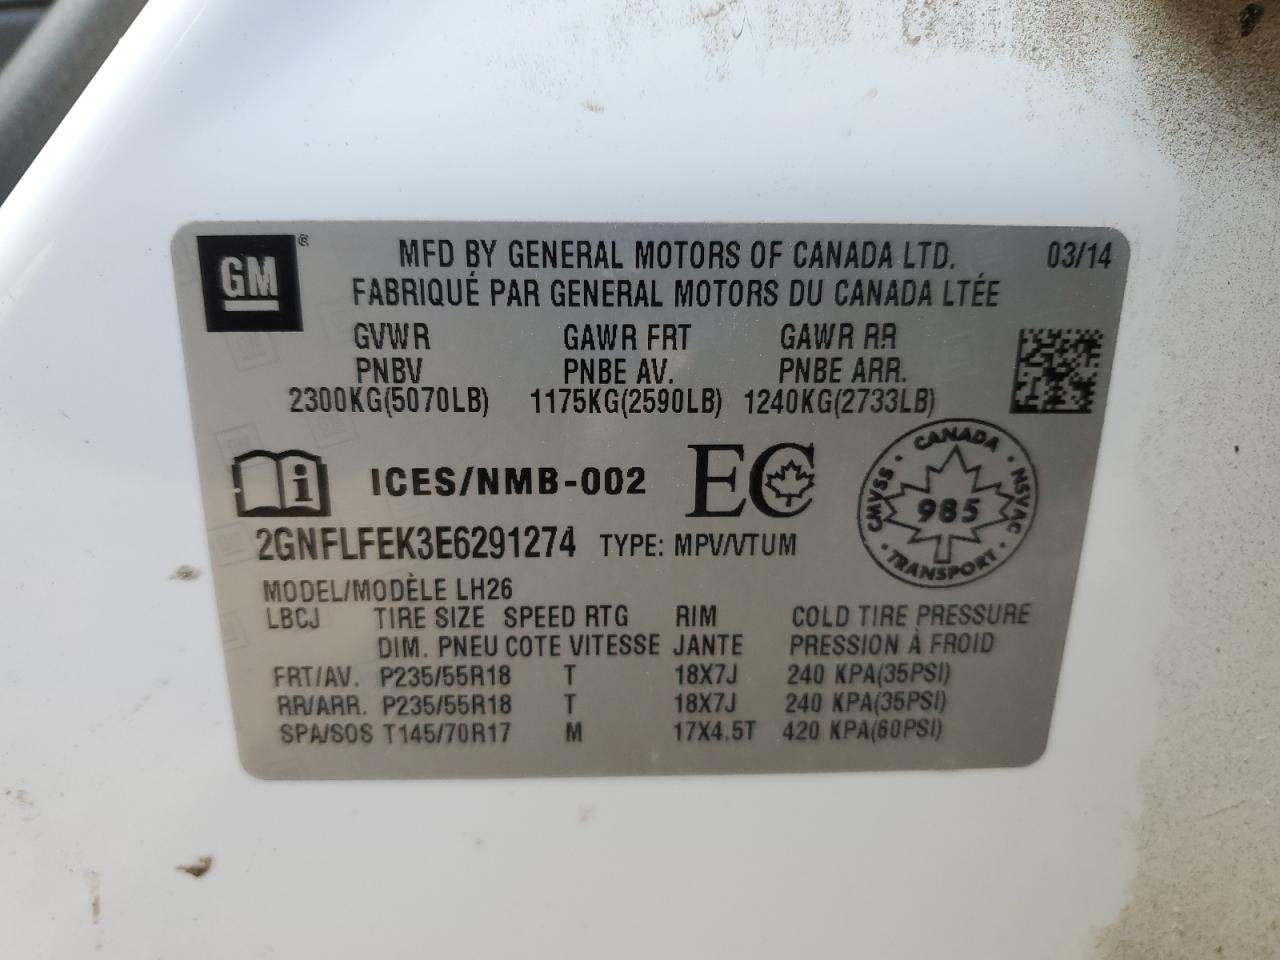 GM ®
MFD BY GENERAL MOTORS OF CANADA LTD. 03/14
FABRIQUÉ PAR GENERAL MOTORS DU CANADA LTÉE
GVWR GAWR FRT GAWR RR
PNBV PNBE AV. PNBE ARR.
2300KG(5070LB) 1175KG(2590LB) 1240KG(2733LB)
ICES/NMB-002 EC
CANADA
CMVSS 985 NSVAC
TRANSPORT
2GNFLFEK3E6291274 TYPE: MPV/VTUM
MODEL/MODÈLE LH26
LBCJ TIRE SIZE SPEED RTG RIM COLD TIRE PRESSURE
DIM. PNEU COTE VITESSE JANTE PRESSION À FROID
FRT/AV. P235/55R18 T 18X7J 240 KPA(35PSI)
RR/ARR. P235/55R18 T 18X7J 240 KPA(35PSI)
SPA/SOS T145/70R17 M 17X4.5T 420 KPA(60PSI)